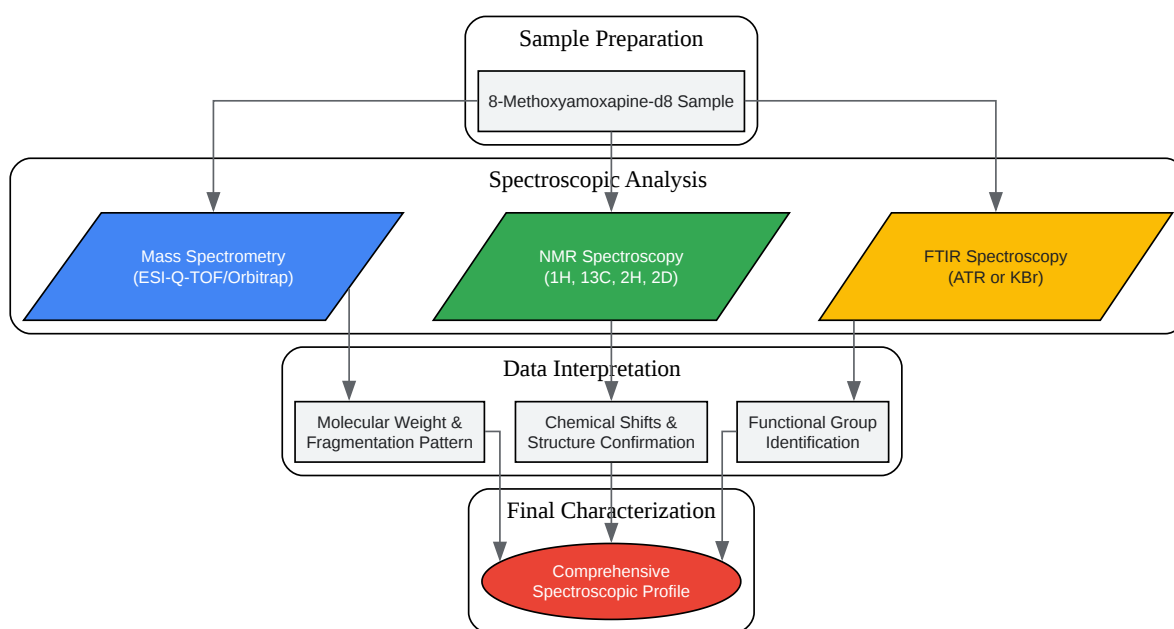 Sample Preparation
8-Methoxyamoxapine-d8 Sample
Spectroscopic Analysis
Mass Spectrometry
(ESI-Q-TOF/Orbitrap)
NMR Spectroscopy
(1H, 13C, 2H, 2D)
FTIR Spectroscopy
(ATR or KBr)
Data Interpretation
Molecular Weight &
Fragmentation Pattern
Chemical Shifts &
Structure Confirmation
Functional Group
Identification
Final Characterization
Comprehensive
Spectroscopic Profile